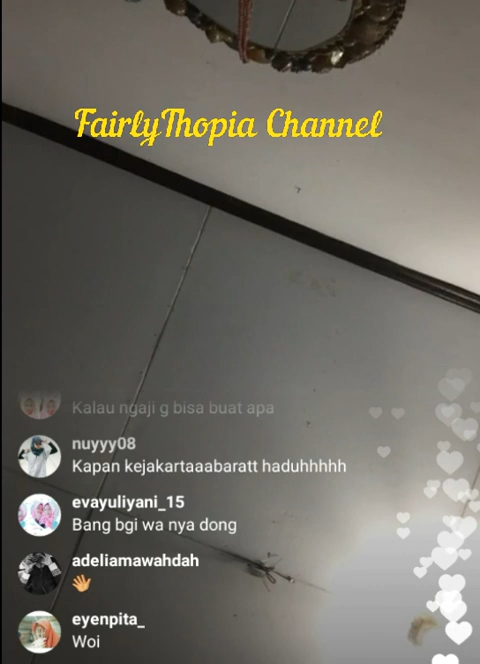 FairlyThopia Channel
Kalau ngaji g bisa buat apa
nuyyy08
Kapan kejakartaaabaratt haduhhhhh
evayuliyani_15
Bang bgi wa nya dong
adeliamawahdah
👋
eyenpita_
Woi